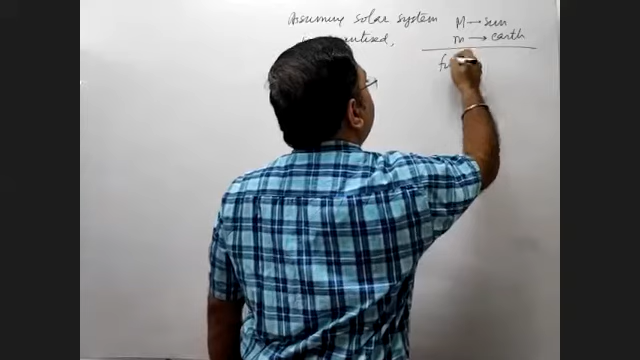 Assuming solar system
quantised,
M → sun
m → earth